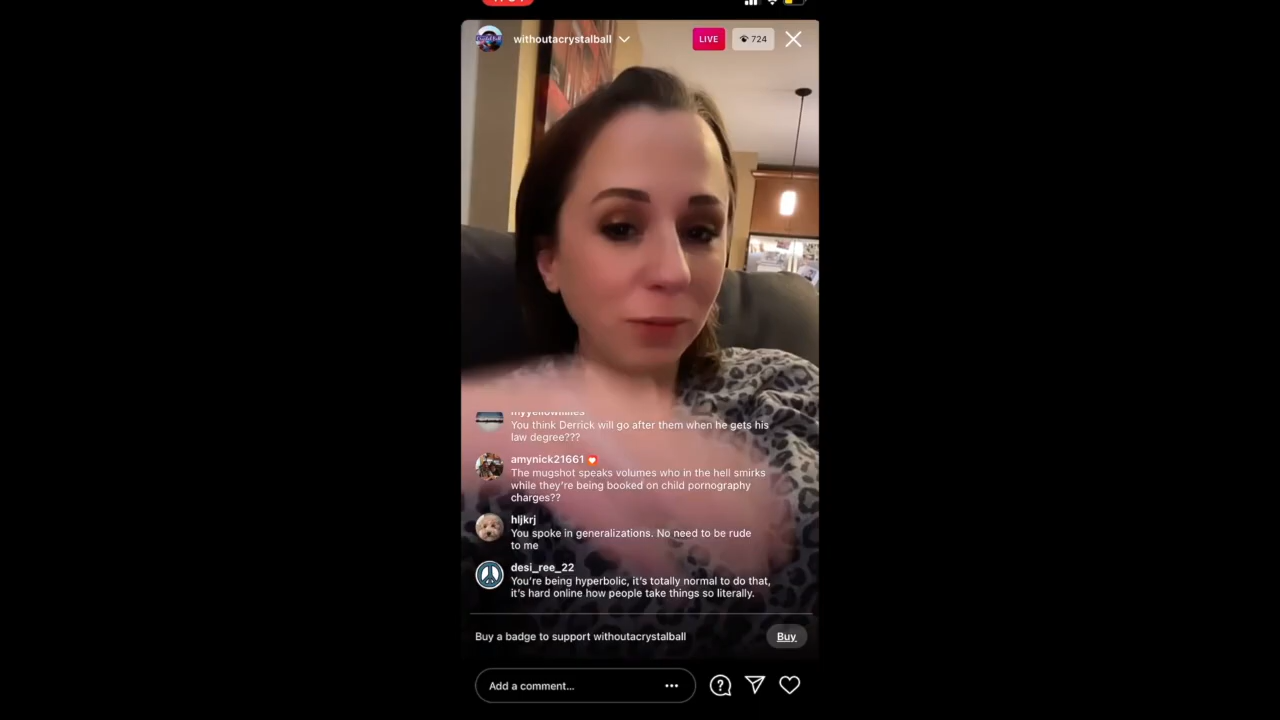 withoutacrystalball
LIVE
724
myyellowillies
You think Derrick will go after them when he gets his
law degree???
amynick21661
The mugshot speaks volumes who in the hell smirks
while they're being booked on child pornography
charges??
hljkrj
You spoke in generalizations. No need to be rude
to me
desi_ree_22
You're being hyperbolic, it's totally normal to do that,
it's hard online how people take things so literally.
Buy a badge to support withoutacrystalball
Buy
Add a comment...